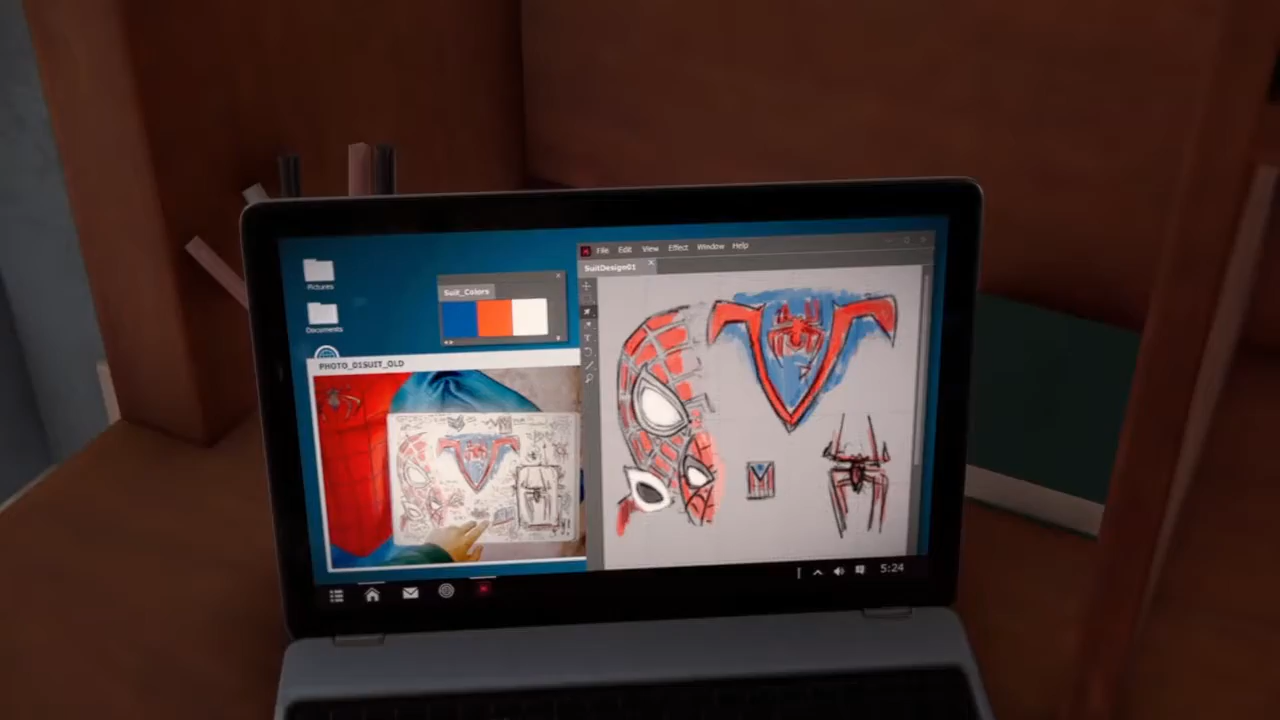 File Edit View Effect Window Help
SuitDesign01
Pictures
Suit_Colors
Documents
PHOTO_01SUIT_OLD
5:24